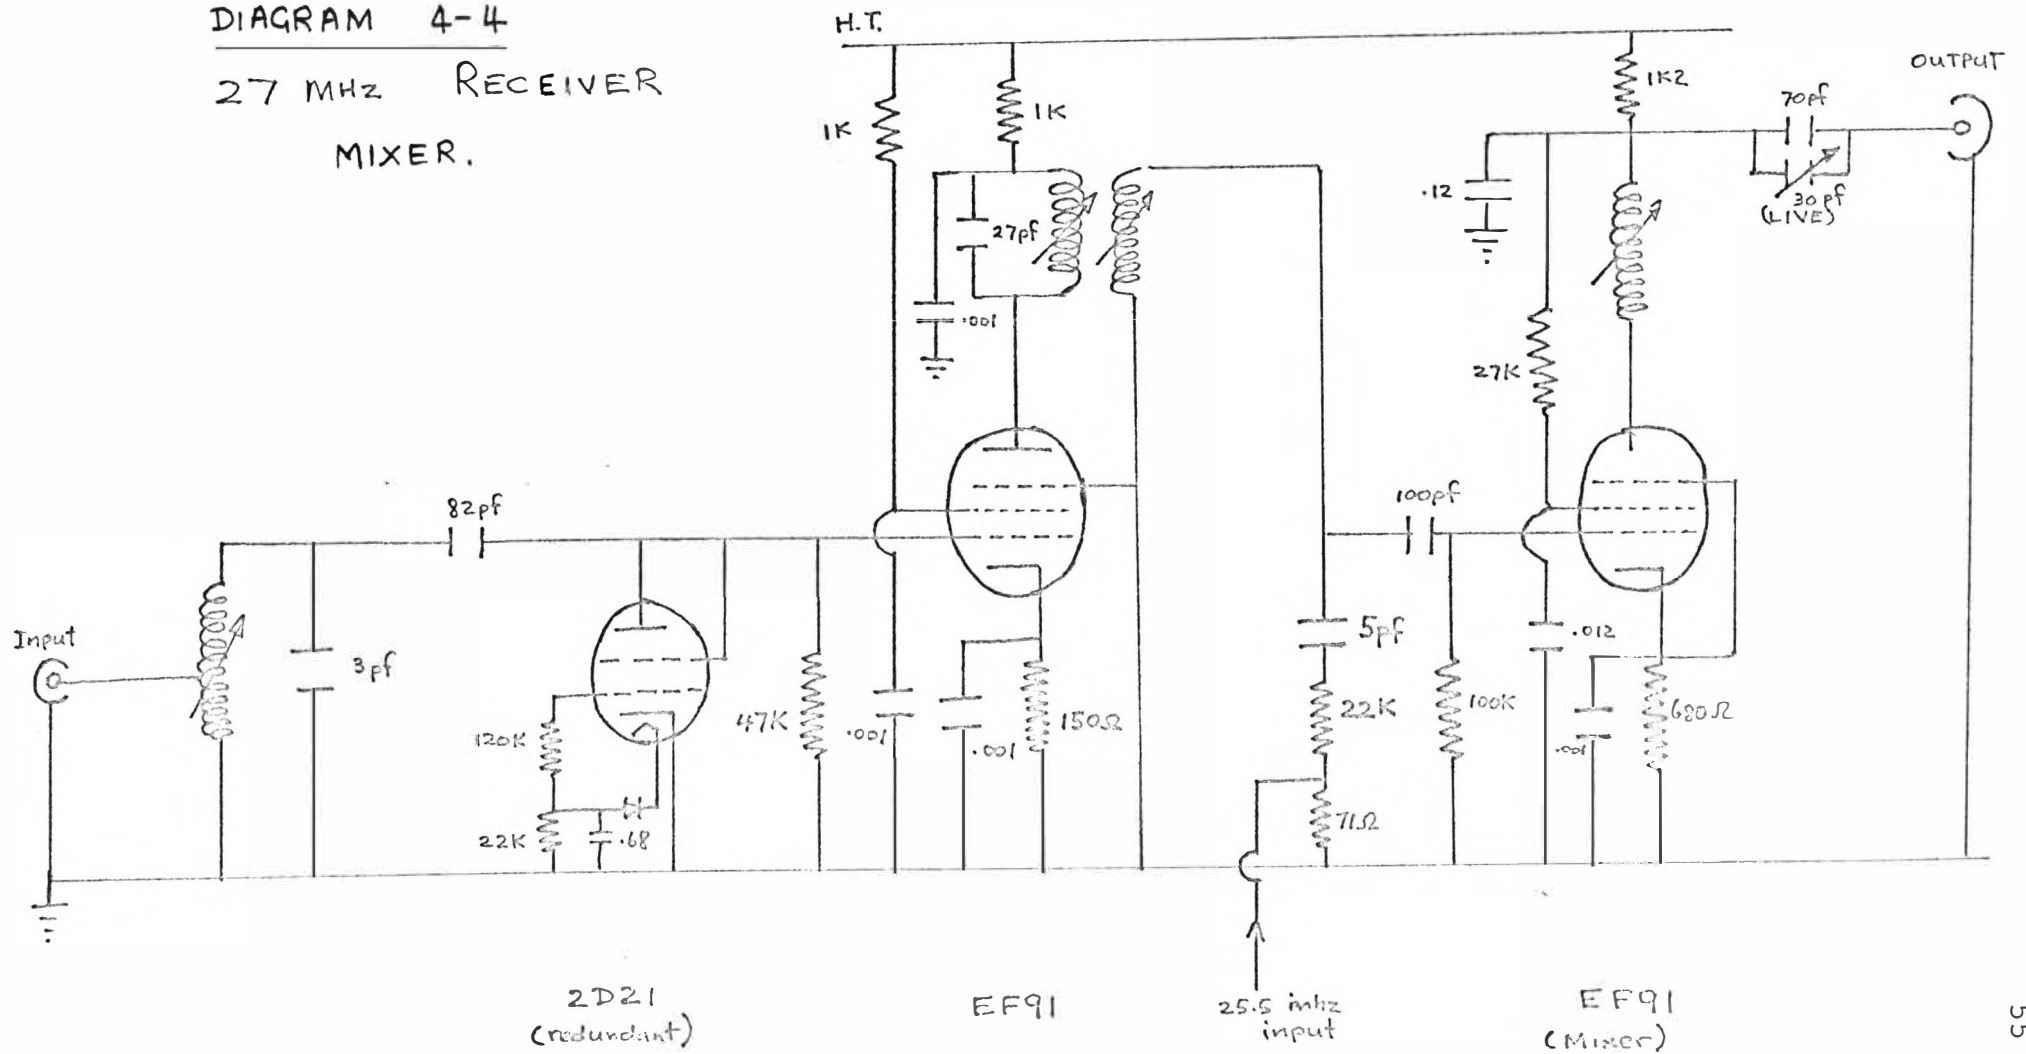 DIAGRAM 4-4
27 MHz RECEIVER
MIXER.
H.T.
OUTPUT
1K
1K
1K2
70pf
30pf
(LIVE)
.12
27pf
.001
27K
82pf
100pf
Input
3pf
120K
22K
.68
47K
.001
.001
150Ω
5pf
22K
71Ω
100K
.012
.001
680Ω
2D21
(redundant)
EF91
25.5 mhz
input
EF91
(Mixer)
55